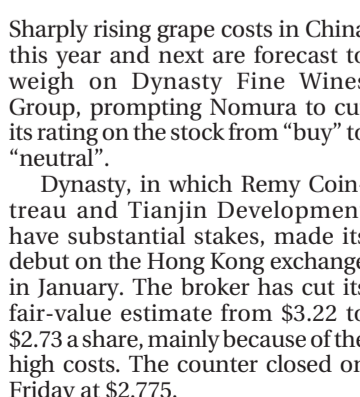 Sharply rising grape costs in China
this year and next are forecast to
weigh on Dynasty Fine Wines
Group, prompting Nomura to cut
its rating on the stock from “buy” to
“neutral”.
Dynasty, in which Remy Coin-
treau and Tianjin Development
have substantial stakes, made its
debut on the Hong Kong exchange
in January. The broker has cut its
fair-value estimate from $3.22 to
$2.73 a share, mainly because of the
high costs. The counter closed on
Friday at $2.775.